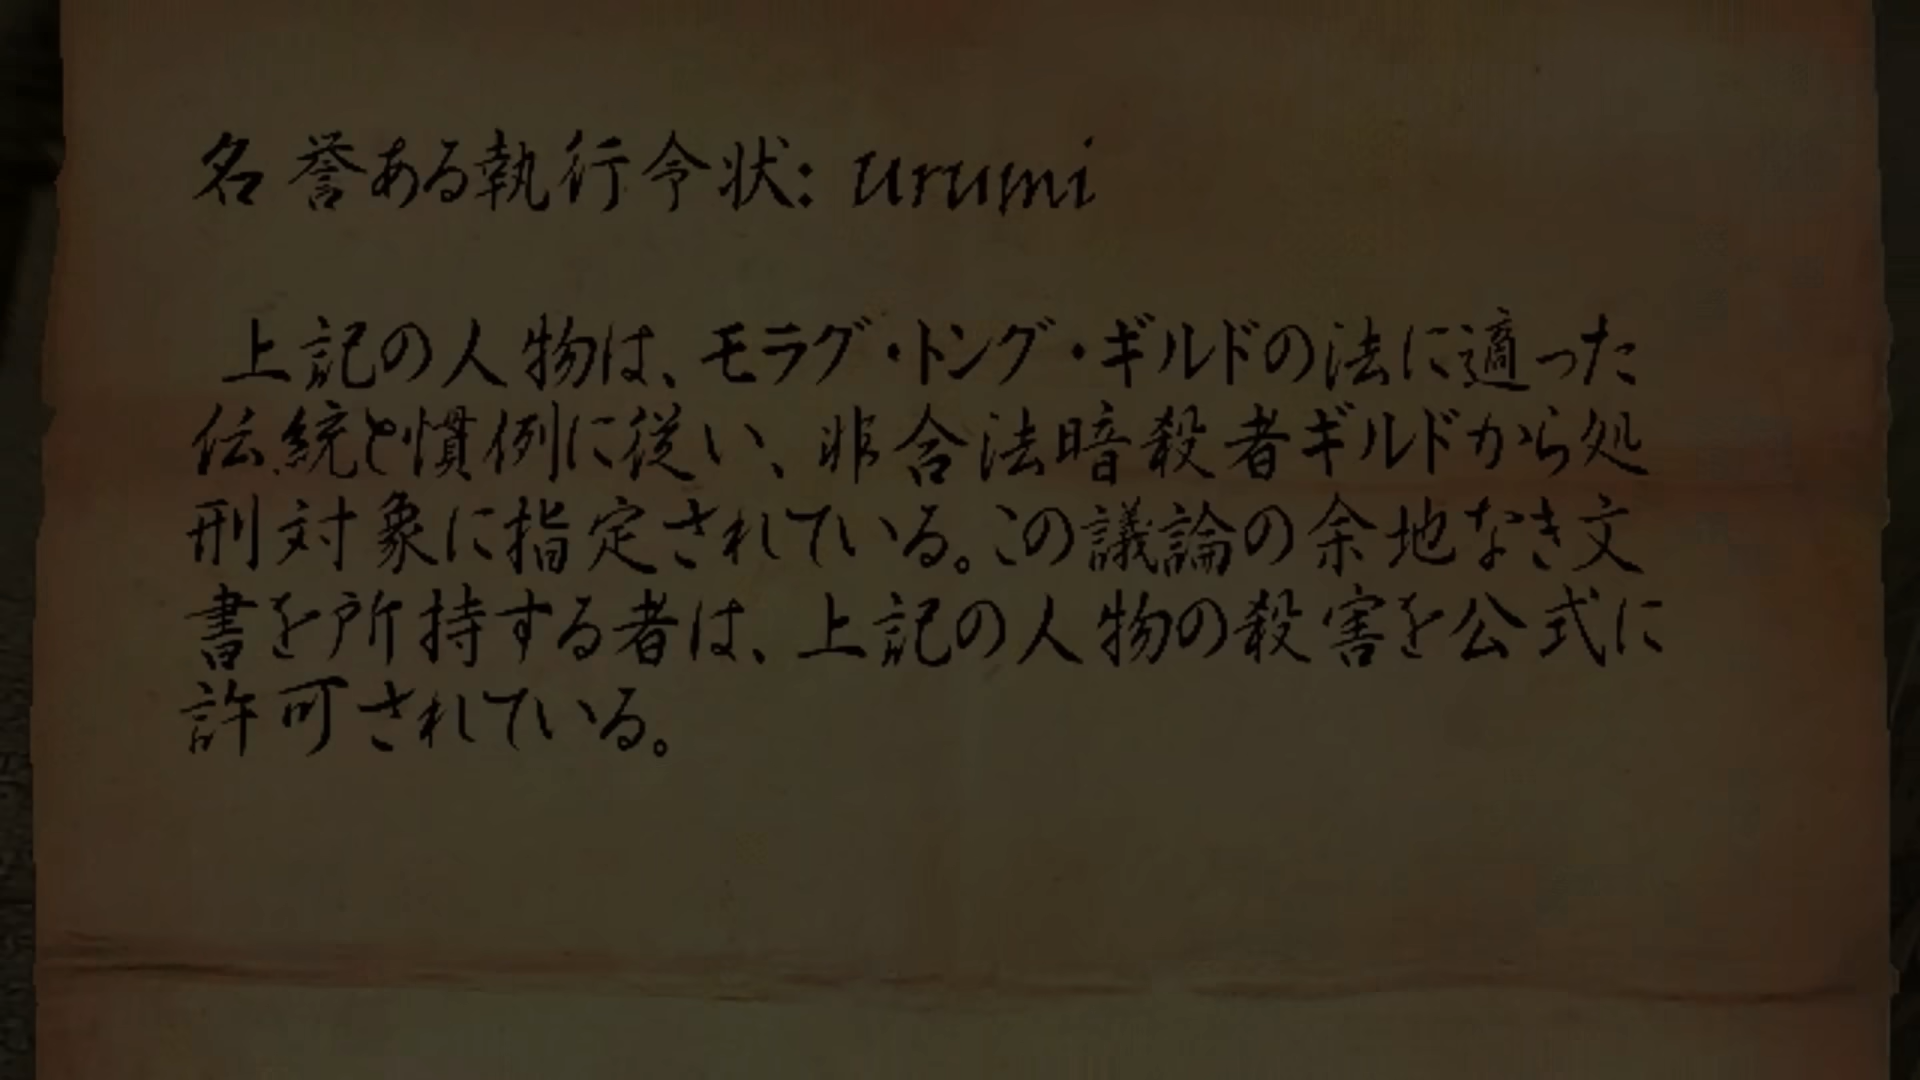 名誉ある執行令状: urumi
上記の人物は、モラグ・トング・ギルドの法に適った
伝統と慣例に従い、非合法暗殺者ギルドから処
刑対象に指定されている。この議論の余地なき文
書を所持する者は、上記の人物の殺害を公式に
許可されている。